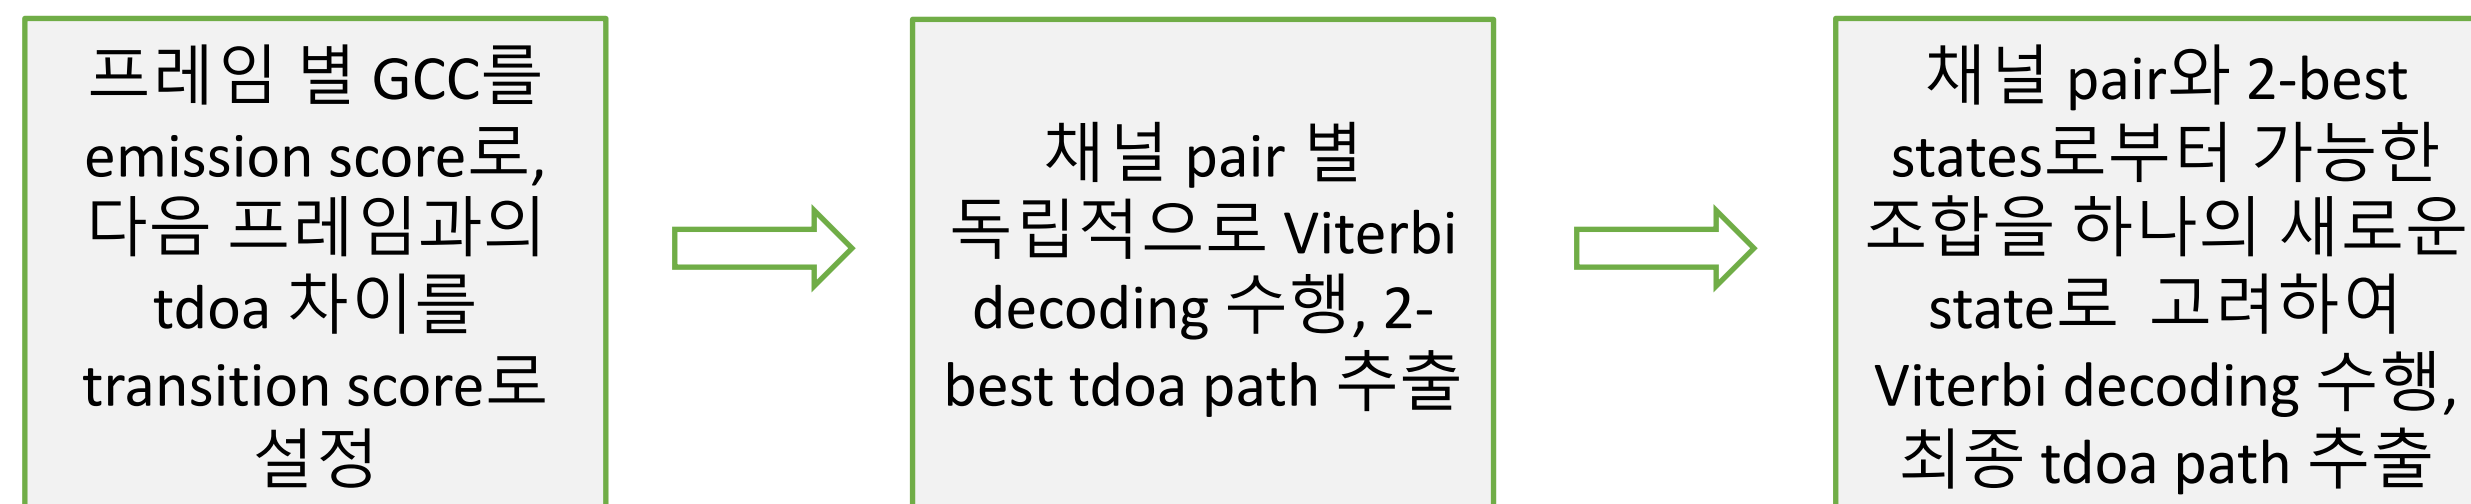 프레임 별 GCC를
emission score로,
다음 프레임과의
tdoa 차이를
transition score로
설정
채널 pair 별
독립적으로 Viterbi
decoding 수행, 2-
best tdoa path 추출
채널 pair와 2-best
states로부터 가능한
조합을 하나의 새로운
state로 고려하여
Viterbi decoding 수행,
최종 tdoa path 추출